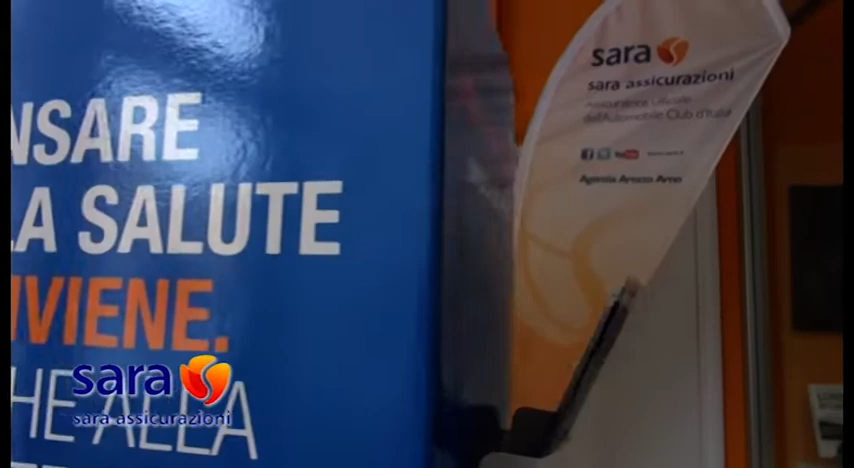 NSARE
LA SALUTE
VIENE.
HE ALLA
sara
sara assicurazioni
sara
sara assicurazioni
Assicuratrice Ufficiale
dell'Automobile Club d'Italia
Agenzia Arezzo Arno